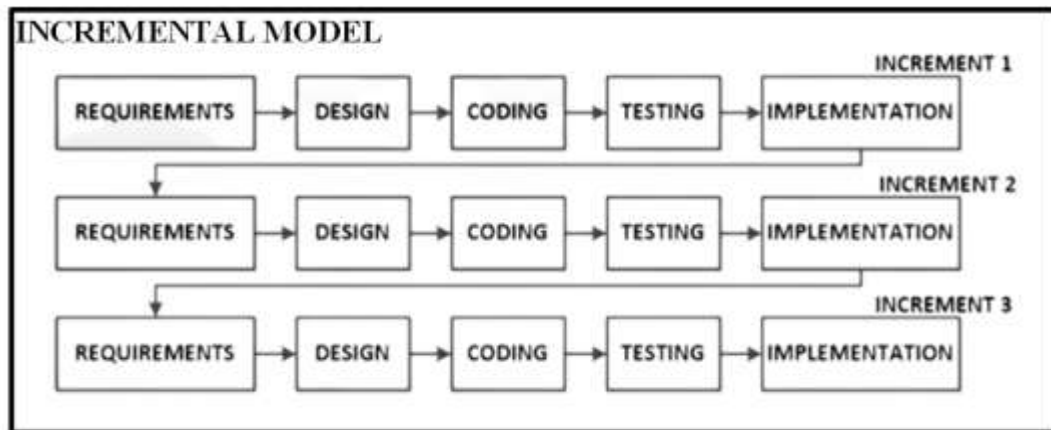 INCREMENTAL MODEL
INCREMENT 1
REQUIREMENTS DESIGN CODING TESTING IMPLEMENTATION
INCREMENT 2
REQUIREMENTS DESIGN CODING TESTING IMPLEMENTATION
INCREMENT 3
REQUIREMENTS DESIGN CODING TESTING IMPLEMENTATION